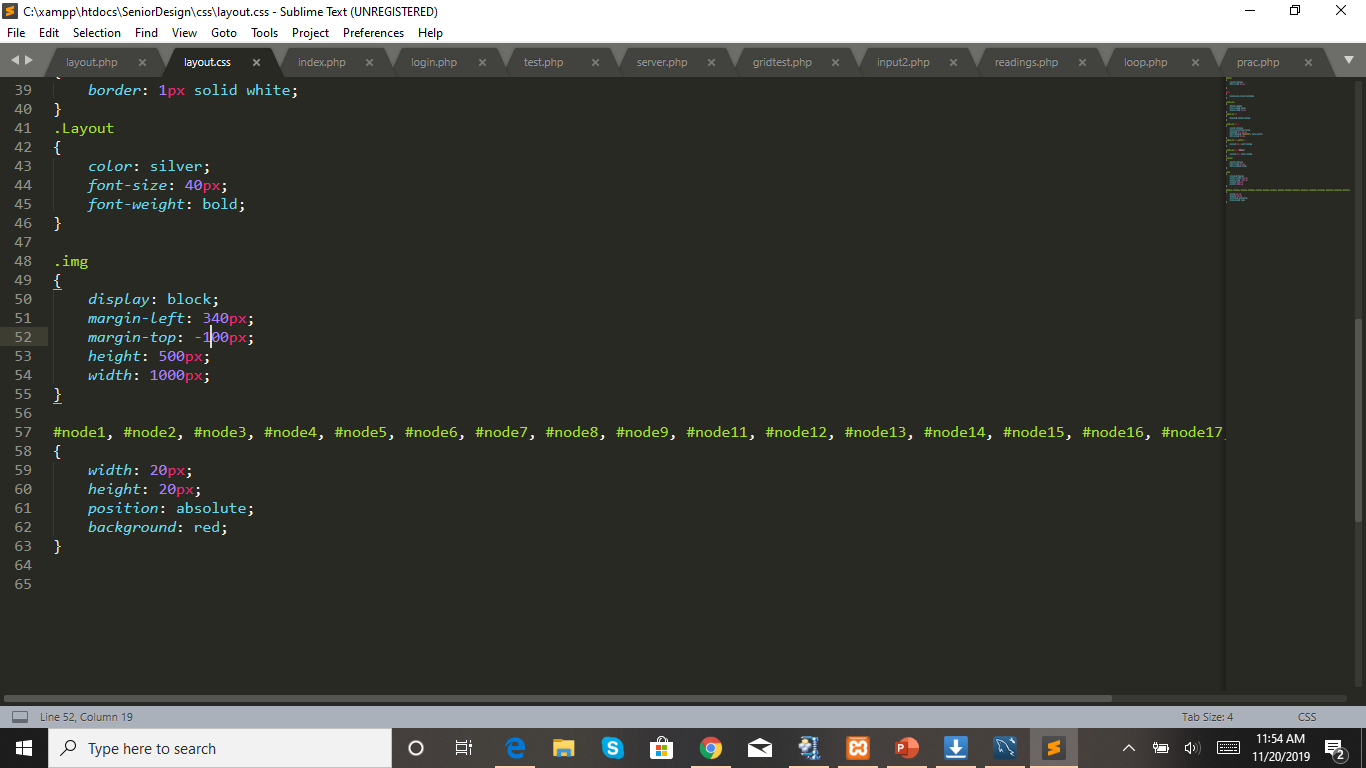 C:\xampp\htdocs\SeniorDesign\css\layout.css - Sublime Text (UNREGISTERED)
File Edit Selection Find View Goto Tools Project Preferences Help
layout.php layout.css index.php login.php test.php server.php gridtest.php input2.php readings.php loop.php prac.php
{
39 border: 1px solid white;
40 }
41 .Layout
42 {
43 color: silver;
44 font-size: 40px;
45 font-weight: bold;
46 }
47
48 .img
49 {
50 display: block;
51 margin-left: 340px;
52 margin-top: -100px;
53 height: 500px;
54 width: 1000px;
55 }
56
57 #node1, #node2, #node3, #node4, #node5, #node6, #node7, #node8, #node9, #node11, #node12, #node13, #node14, #node15, #node16, #node17,
58 {
59 width: 20px;
60 height: 20px;
61 position: absolute;
62 background: red;
63 }
64
65
Line 52, Column 19 Tab Size: 4 CSS
Type here to search
11:54 AM
11/20/2019
2